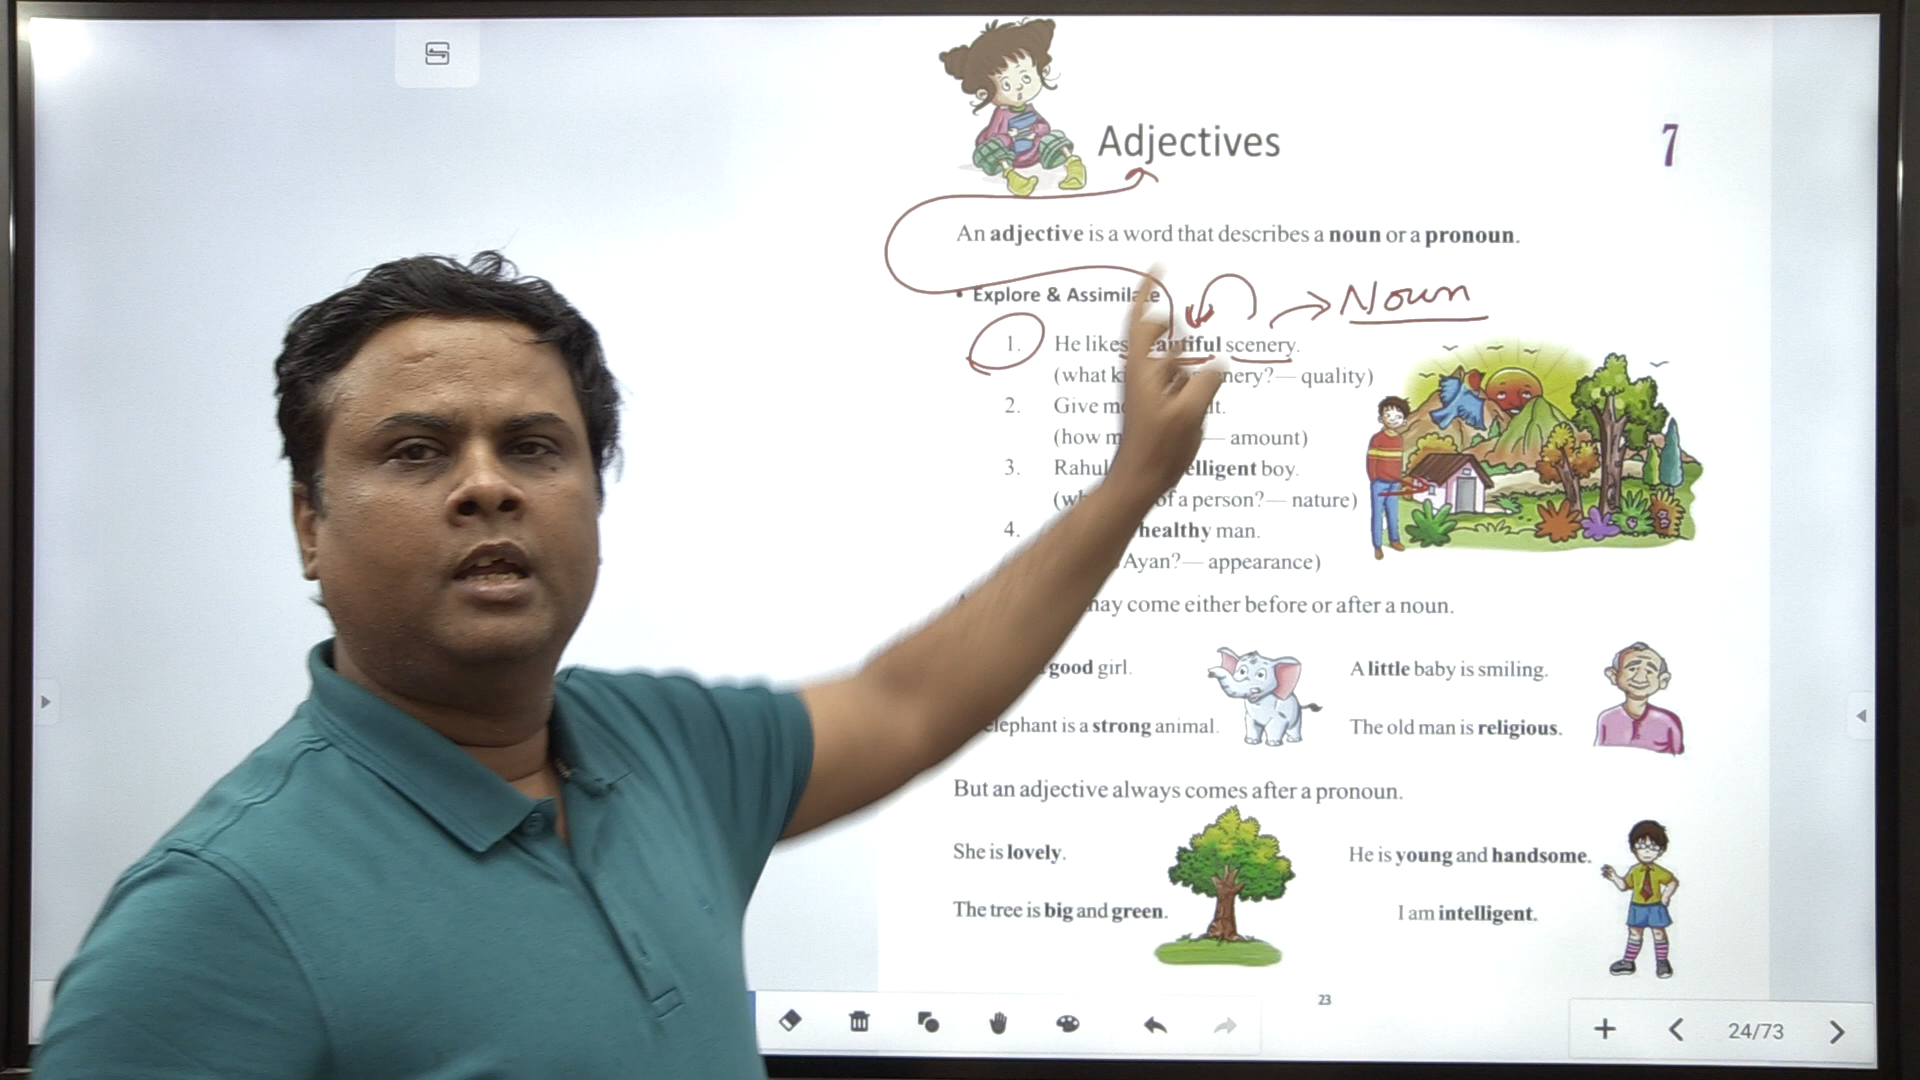 Adjectives
7
An adjective is a word that describes a noun or a pronoun.
• Explore & Assimilate
Noun
1. He likes beautiful scenery.
(what scenery?— quality)
2. Give
(how — amount)
3. Rahul intelligent boy.
of a person?— nature)
4. healthy man.
Ayan?— appearance)
may come either before or after a noun.
good girl.
A little baby is smiling.
elephant is a strong animal.
The old man is religious.
But an adjective always comes after a pronoun.
She is lovely.
He is young and handsome.
The tree is big and green.
I am intelligent.
23
24/73